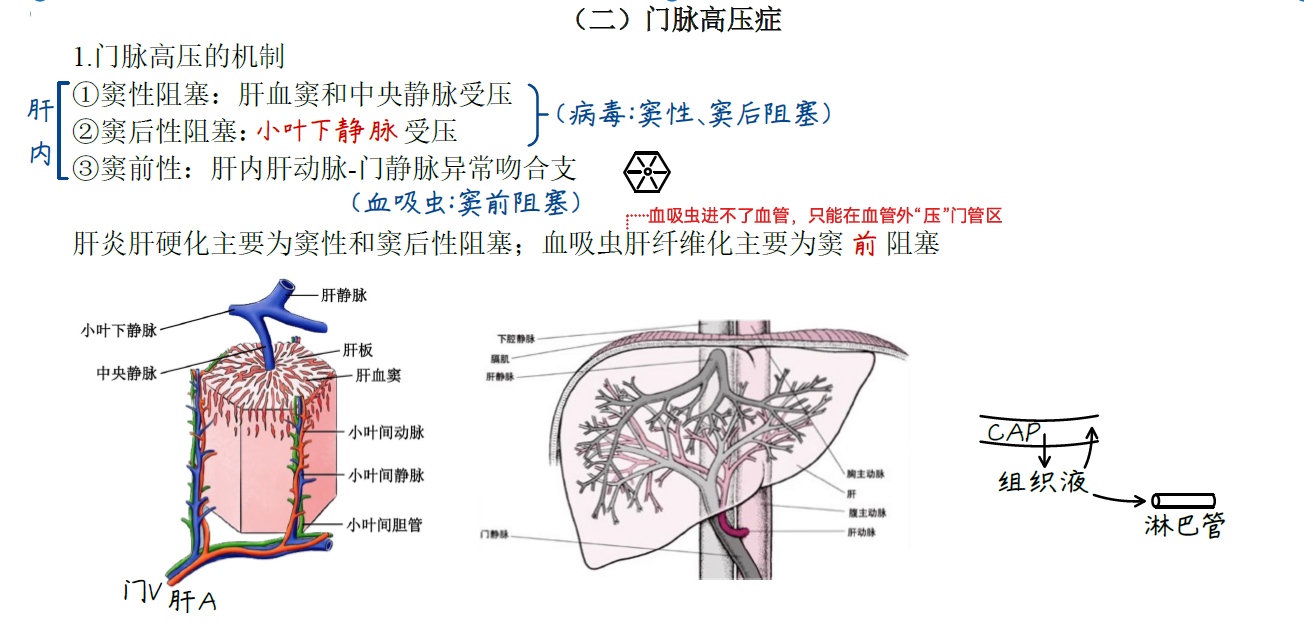 （二）门脉高压症
1.门脉高压的机制
肝内
①窦性阻塞：肝血窦和中央静脉受压
②窦后性阻塞：小叶下静脉受压
（病毒：窦性、窦后阻塞）
③窦前性：肝内肝动脉-门静脉异常吻合支
（血吸虫：窦前阻塞）
血吸虫进不了血管，只能在血管外“压”门管区
肝炎肝硬化主要为窦性和窦后性阻塞；血吸虫肝纤维化主要为窦 前 阻塞
肝静脉
小叶下静脉
肝板
中央静脉
肝血窦
小叶间动脉
小叶间静脉
小叶间胆管
门V
肝A
下腔静脉
膈肌
肝静脉
胸主动脉
肝
腹主动脉
肝动脉
门静脉
CAP
组织液
淋巴管